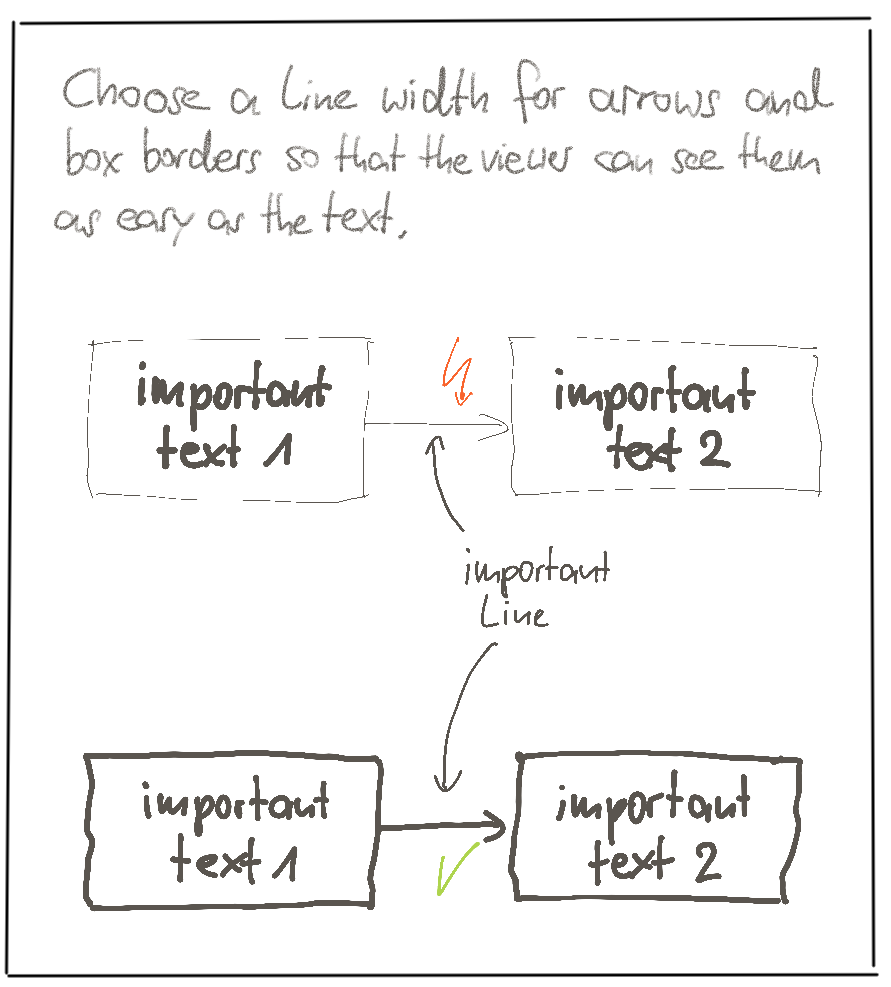 Choose a line width for arrows and
box borders so that the viewer can see them
as easy as the text.
important
text 1
important
text 2
important
Line
important
text 1
important
text 2